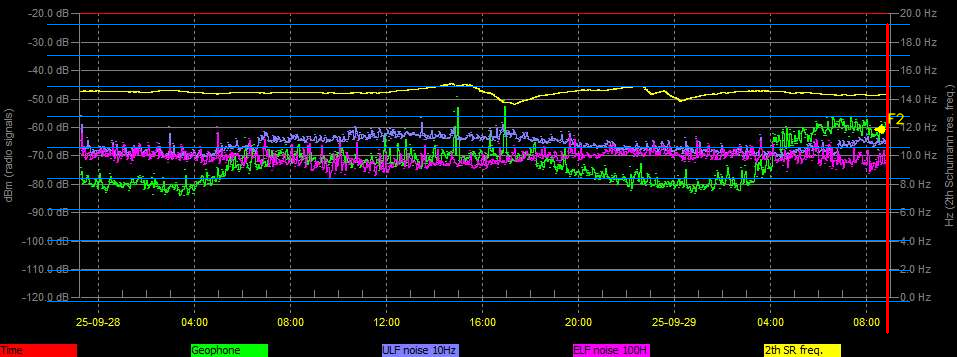 -20.0 dB 20.0 Hz
-30.0 dB 18.0 Hz
-40.0 dB 16.0 Hz
-50.0 dB 14.0 Hz
-60.0 dB F2 12.0 Hz
-70.0 dB 10.0 Hz
-80.0 dB 8.0 Hz
-90.0 dB 6.0 Hz
-100.0 dB 4.0 Hz
-110.0 dB 2.0 Hz
-120.0 dB 0.0 Hz
dBm (radio signals)
Hz (2th Schumann res. freq.)
25-09-28 04:00 08:00 12:00 16:00 20:00 25-09-29 04:00 08:00
Time Geophone ULF noise 10Hz ELF noise 100H 2th SR freq.